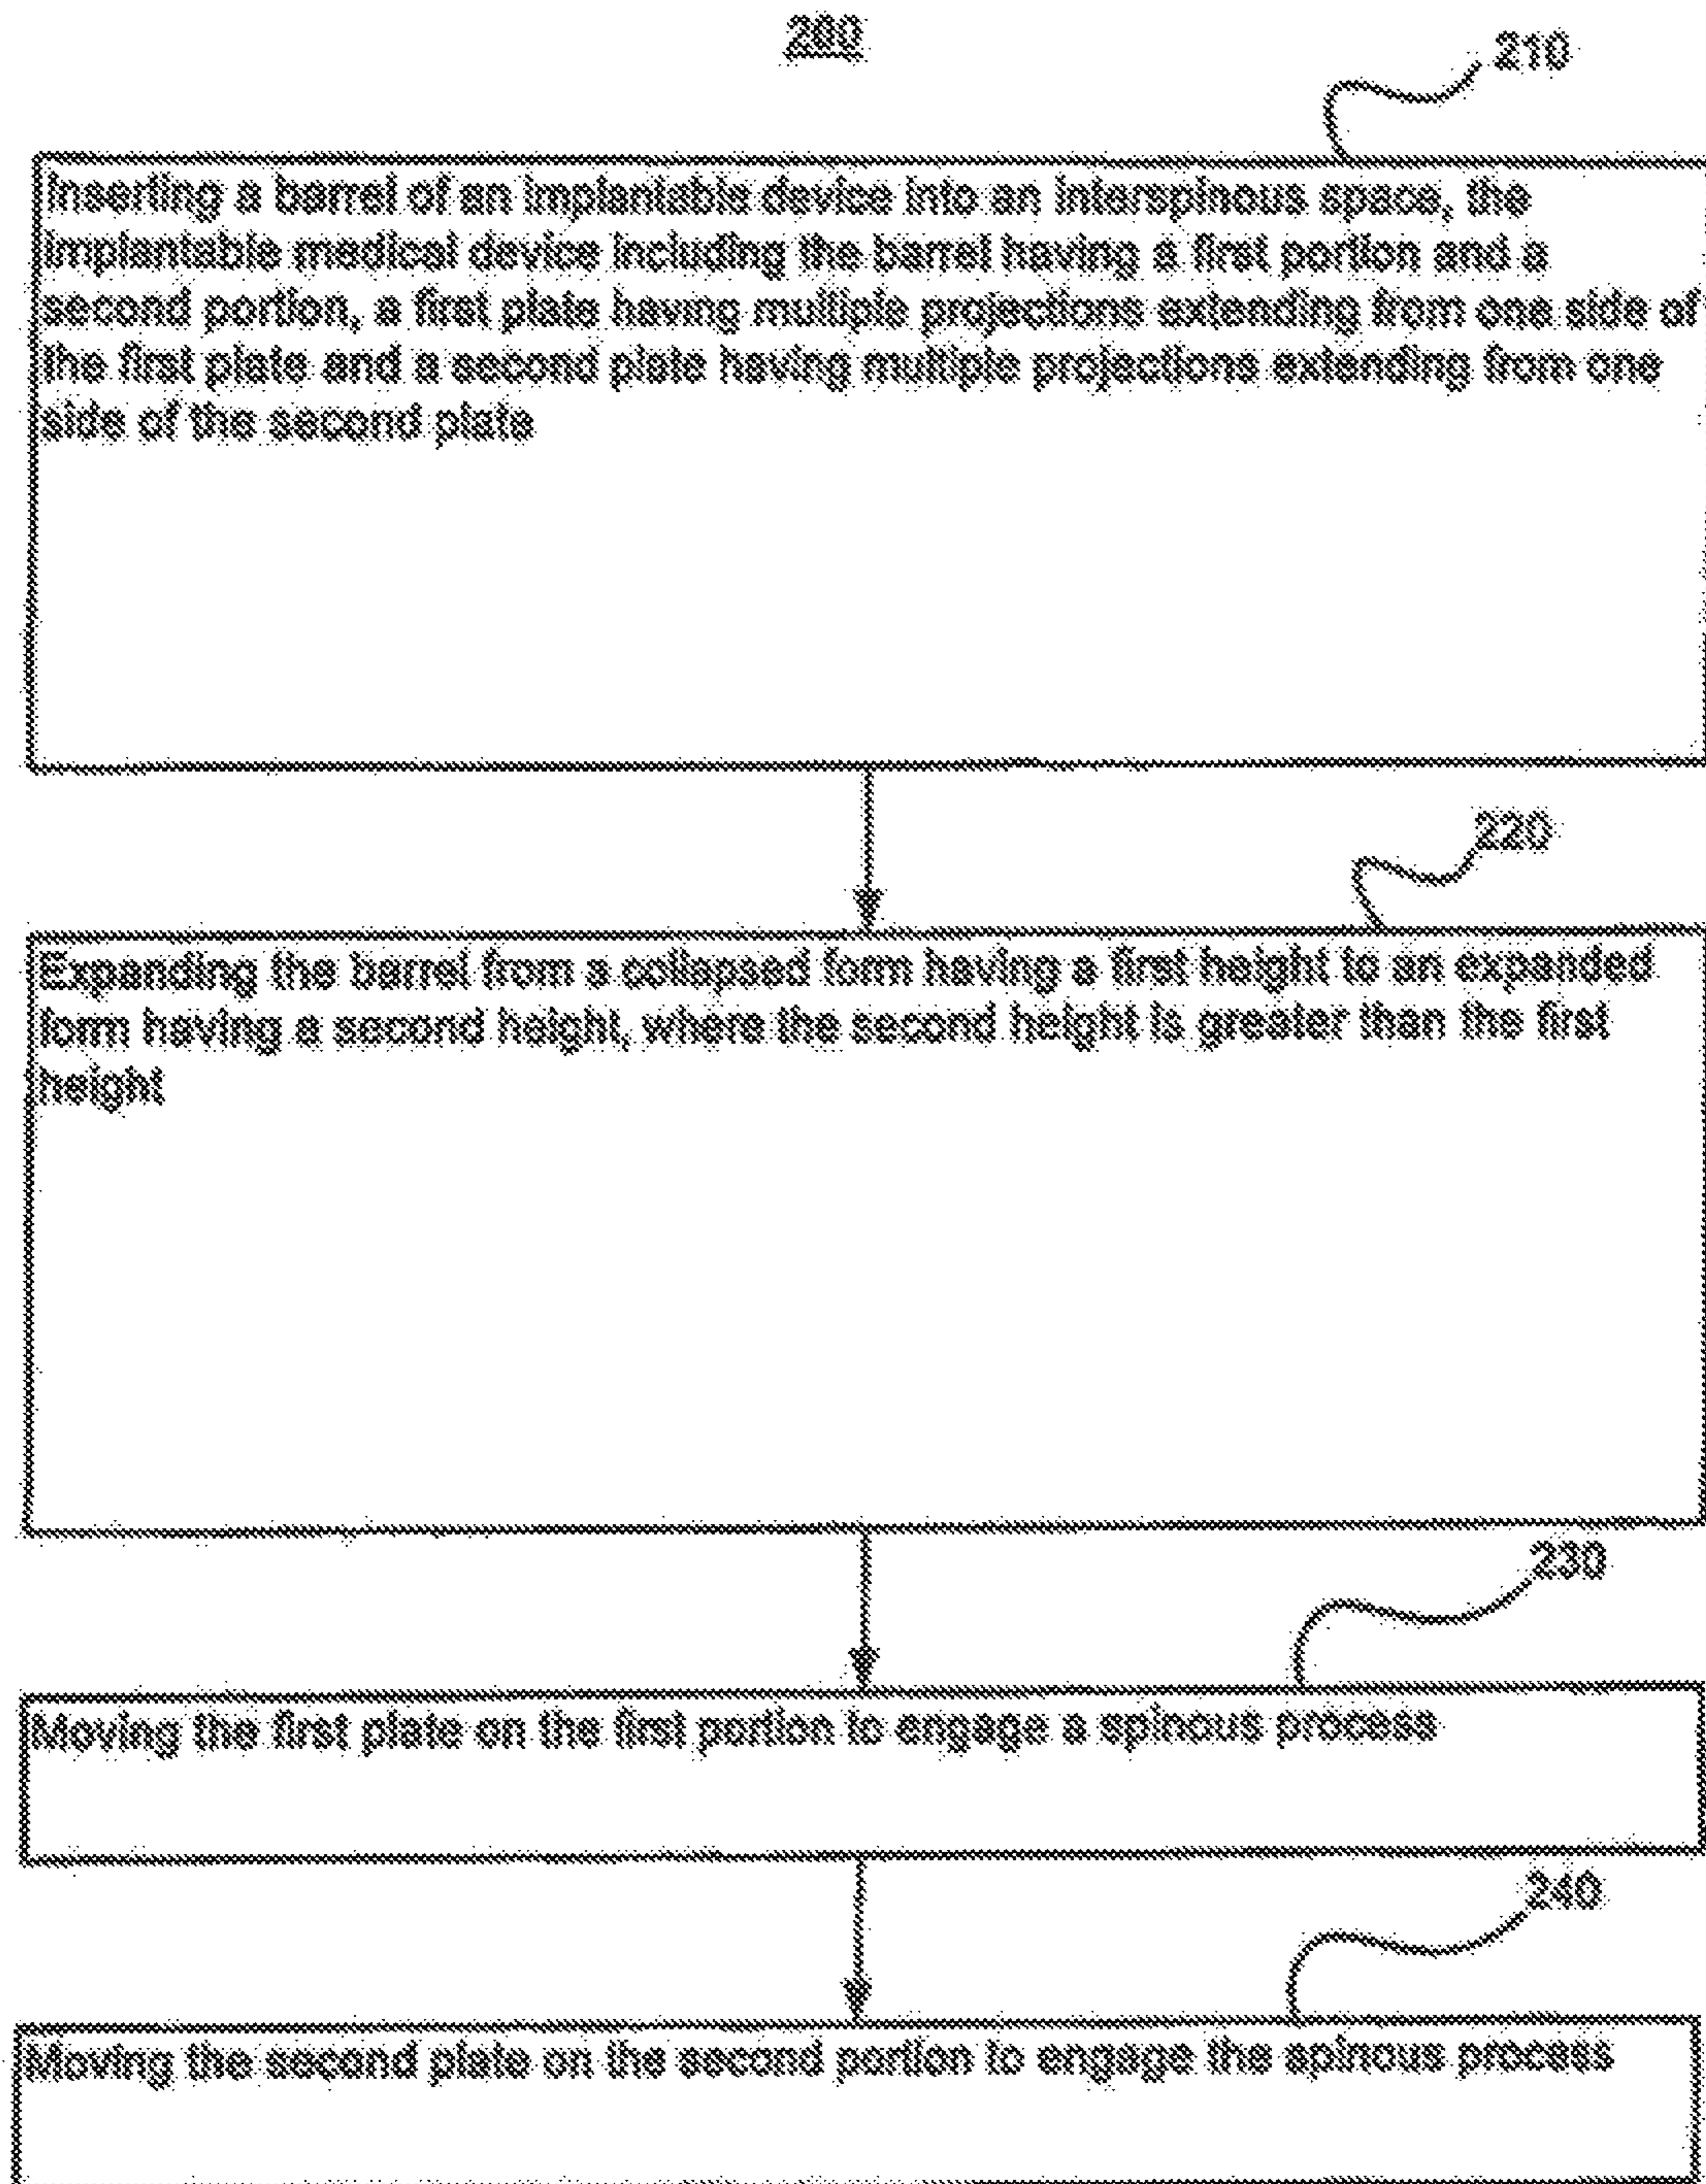 200
210
Inserting a barrel of an implantable device into an interspinous space, the
implantable medical device including the barrel having a first portion and a
second portion, a first plate having multiple projections extending from one side of
the first plate and a second plate having multiple projections extending from one
side of the second plate
220
Expanding the barrel from a collapsed form having a first height to an expanded
form having a second height, where the second height is greater than the first
height
230
Moving the first plate on the first portion to engage a spinous process
240
Moving the second plate on the second portion to engage the spinous process